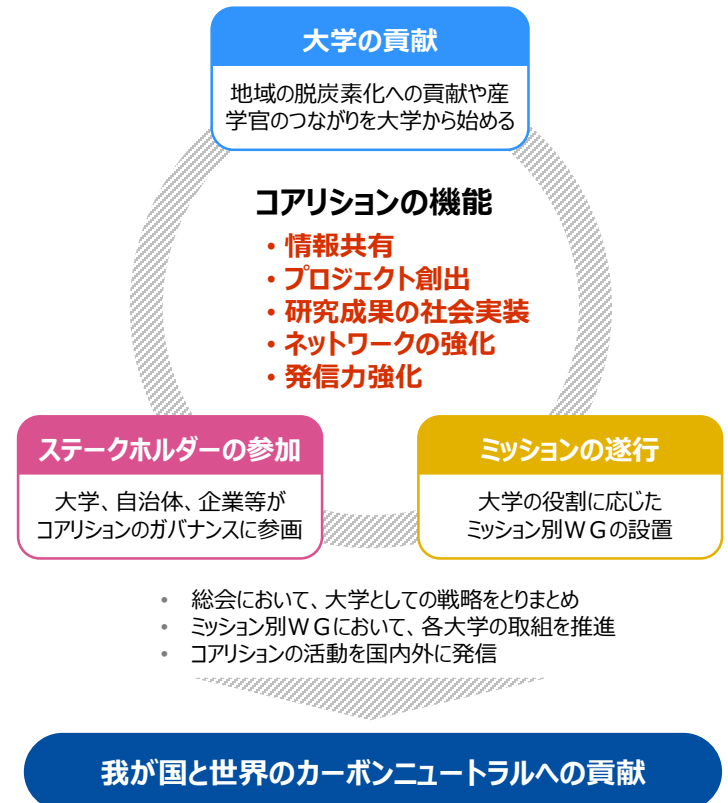 大学の貢献
地域の脱炭素化への貢献や産
学官のつながりを大学から始める
コアリションの機能
・情報共有
・プロジェクト創出
・研究成果の社会実装
・ネットワークの強化
・発信力強化
ステークホルダーの参加
大学、自治体、企業等が
コアリションのガバナンスに参画
ミッションの遂行
大学の役割に応じた
ミッション別WGの設置
• 総会において、大学としての戦略をとりまとめ
• ミッション別WGにおいて、各大学の取組を推進
• コアリションの活動を国内外に発信
我が国と世界のカーボンニュートラルへの貢献